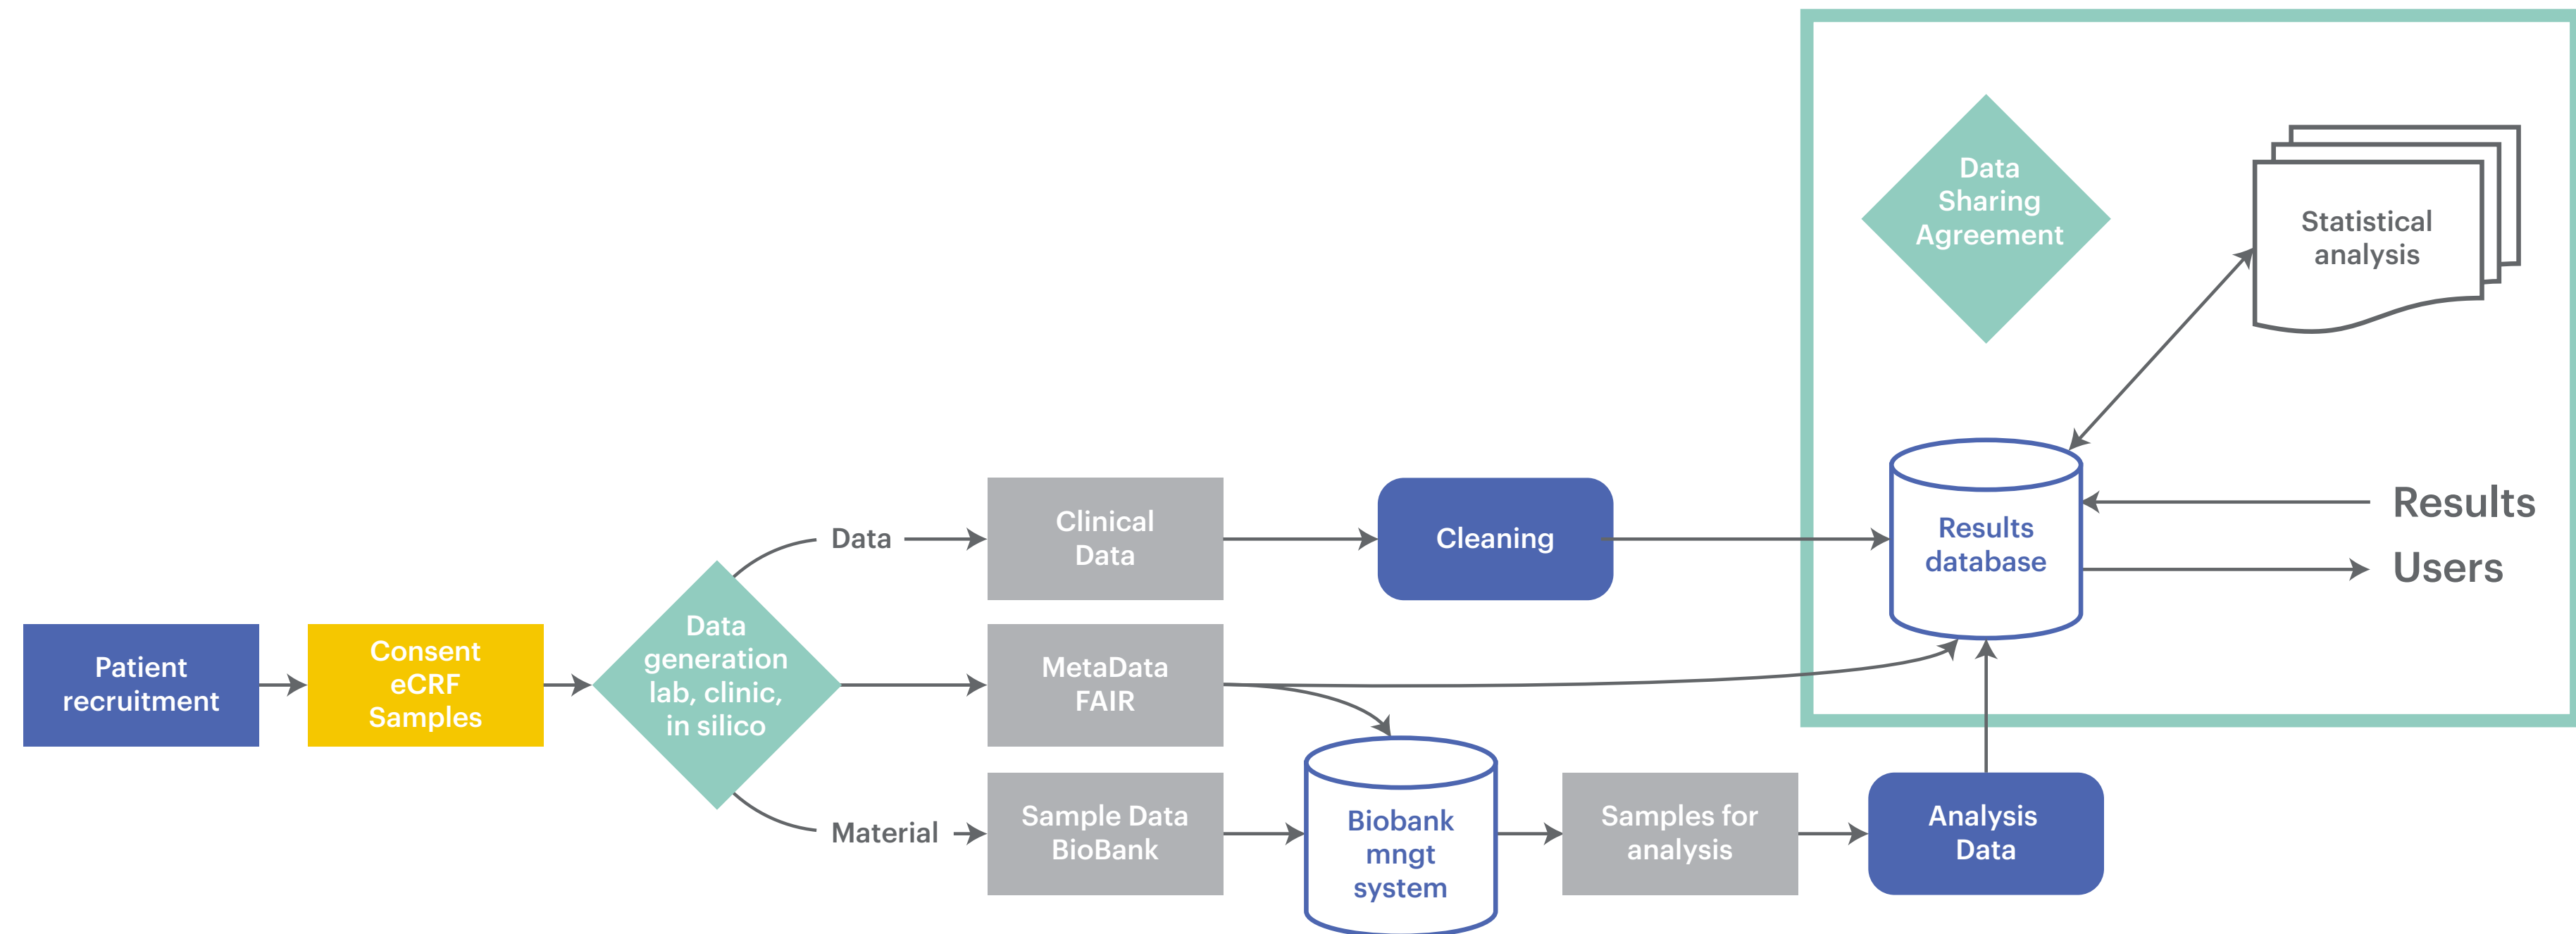 Patient
recruitment
Consent
eCRF
Samples
Data
generation
lab, clinic,
in silico
Data
Material
Clinical
Data
MetaData
FAIR
Sample Data
BioBank
Cleaning
Biobank
mngt
system
Samples for
analysis
Analysis
Data
Data
Sharing
Agreement
Statistical
analysis
Results
database
Results
Users